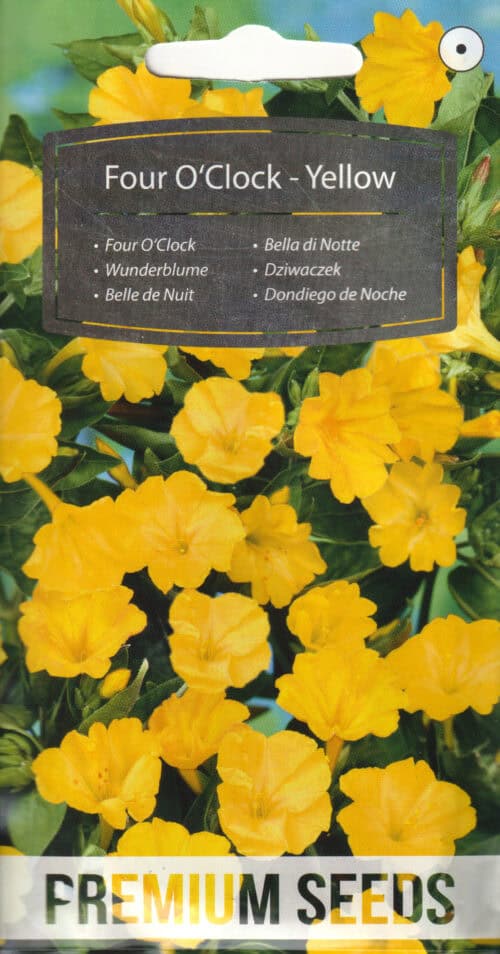 Four O‘Clock - Yellow
• Four O‘Clock
• Bella di Notte
• Wunderblume
• Dziwaczek
• Belle de Nuit
• Dondiego de Noche
PREMIUM SEEDS